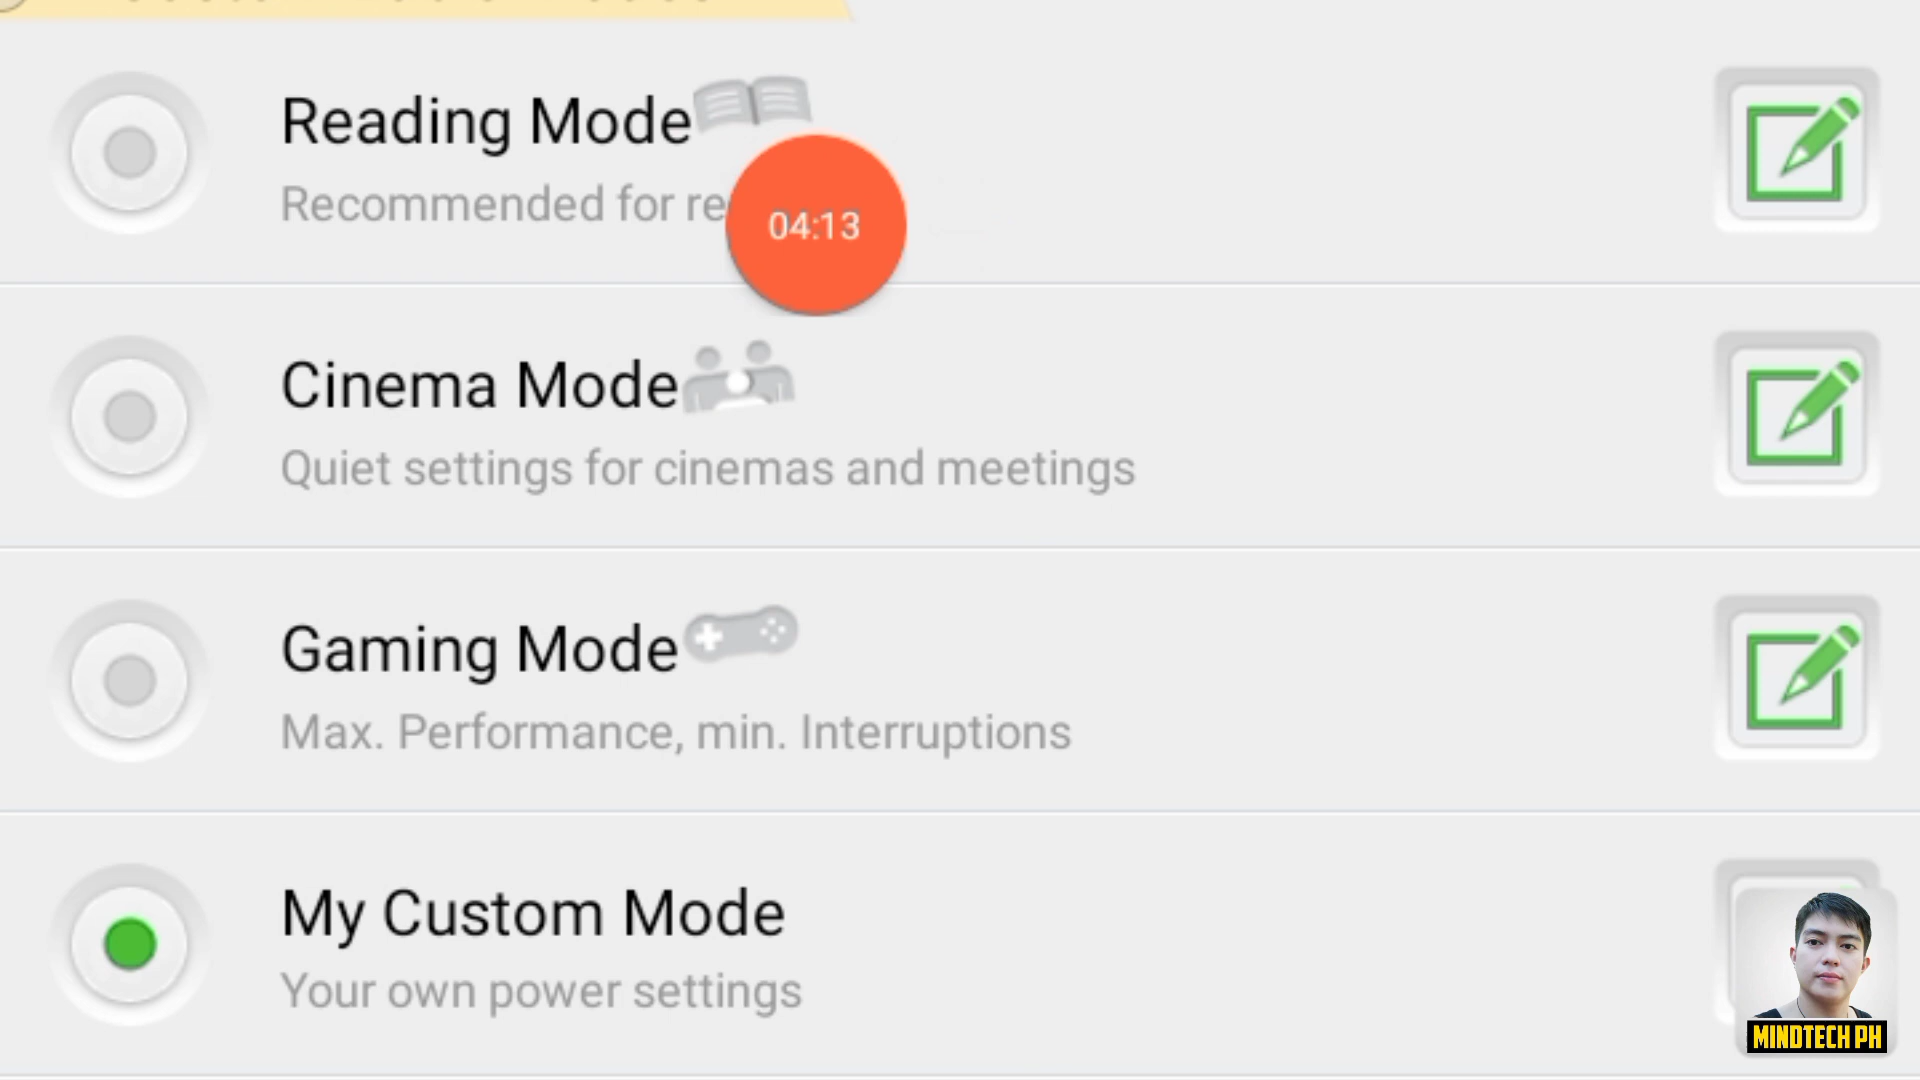 Reading Mode
Recommended for re
04:13
Cinema Mode
Quiet settings for cinemas and meetings
Gaming Mode
Max. Performance, min. Interruptions
My Custom Mode
Your own power settings
MINDTECH PH